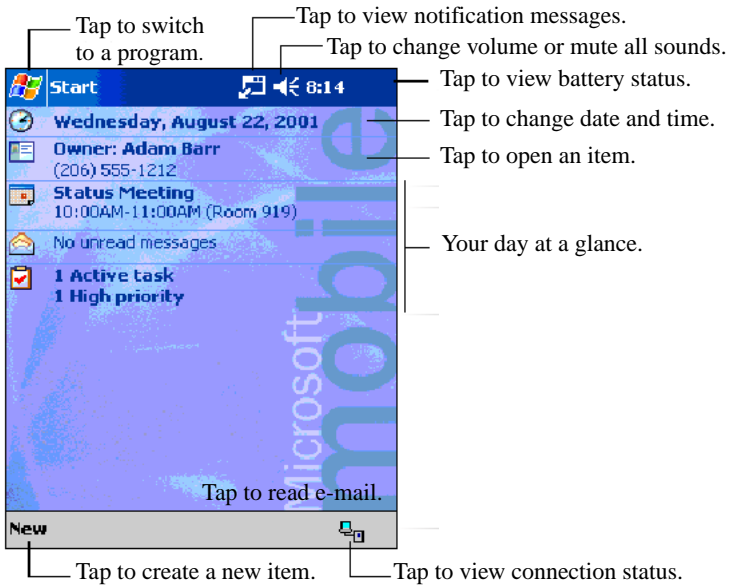 Tap to switch
to a program.
Tap to view notification messages.
Tap to change volume or mute all sounds.
Start 8:14
Tap to view battery status.
Wednesday, August 22, 2001
Tap to change date and time.
Owner: Adam Barr
(206) 555-1212
Tap to open an item.
Status Meeting
10:00AM-11:00AM (Room 919)
No unread messages
Your day at a glance.
1 Active task
1 High priority
Microsoft
mobile
Tap to read e-mail.
New
Tap to create a new item.
Tap to view connection status.